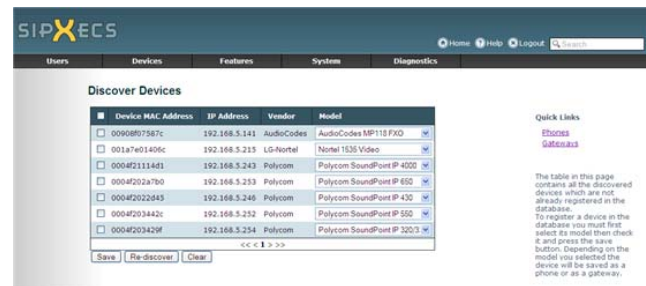 SIPXECS
Home Help Logout Search
Users Devices Features System Diagnostics
Discover Devices
Device MAC Address IP Address Vendor Model
00908f07587c 192.168.5.141 AudioCodes AudioCodes MP118 FXO
001a7e01406c 192.168.5.215 LG-Nortel Nortel 1535 Video
0004f21114d1 192.168.5.243 Polycom Polycom SoundPoint IP 4000
0004f202a7b0 192.168.5.253 Polycom Polycom SoundPoint IP 650
0004f2022d45 192.168.5.246 Polycom Polycom SoundPoint IP 430
0004f203442c 192.168.5.252 Polycom Polycom SoundPoint IP 550
0004f203429f 192.168.5.254 Polycom Polycom SoundPoint IP 320/3
<< < 1 > >>
Save Re-discover Clear
Quick Links
Phones
Gateways
The table in this page
contains all the discovered
devices which are not
already registered in the
database.
To register a device in the
database you must first
select its model then check
it and press the save
button. Depending on the
model you selected the
device will be saved as a
phone or as a gateway.